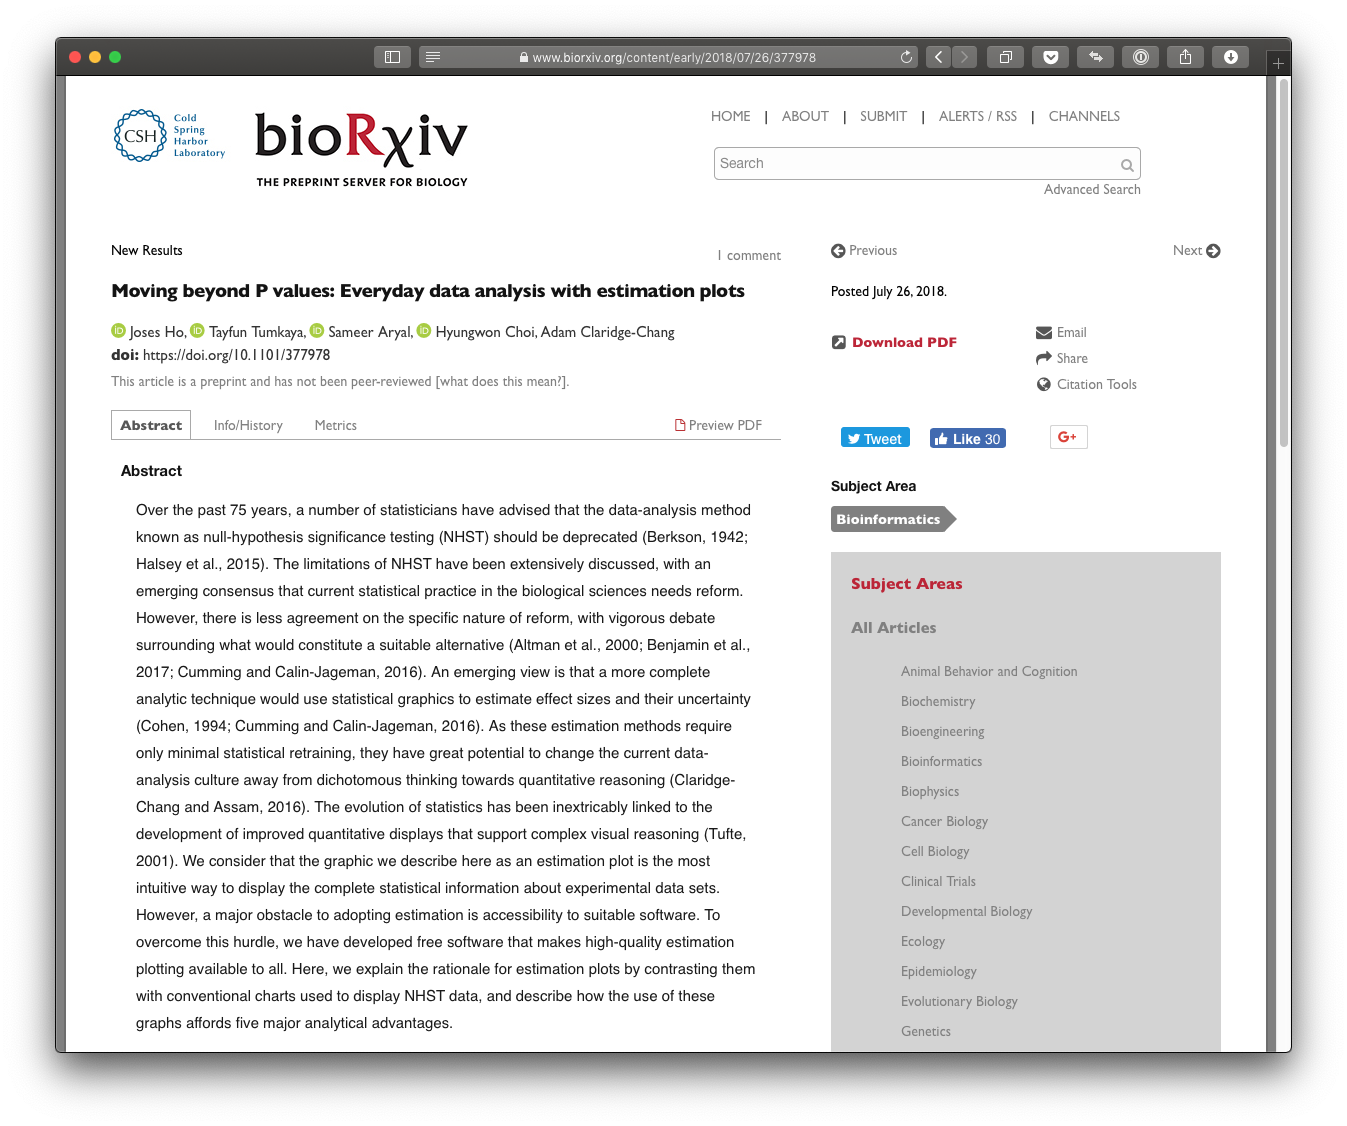 www.biorxiv.org/content/early/2018/07/26/377978
CSH
Cold
Spring
Harbor
Laboratory
bioRxiv
THE PREPRINT SERVER FOR BIOLOGY
HOME | ABOUT | SUBMIT | ALERTS / RSS | CHANNELS
Search
Advanced Search
New Results
1 comment
Moving beyond P values: Everyday data analysis with estimation plots
iD Joses Ho, iD Tayfun Tumkaya, iD Sameer Aryal, iD Hyungwon Choi, Adam Claridge-Chang
doi: https://doi.org/10.1101/377978
This article is a preprint and has not been peer-reviewed [what does this mean?].
Abstract Info/History Metrics Preview PDF
Abstract
Over the past 75 years, a number of statisticians have advised that the data-analysis method
known as null-hypothesis significance testing (NHST) should be deprecated (Berkson, 1942;
Halsey et al., 2015). The limitations of NHST have been extensively discussed, with an
emerging consensus that current statistical practice in the biological sciences needs reform.
However, there is less agreement on the specific nature of reform, with vigorous debate
surrounding what would constitute a suitable alternative (Altman et al., 2000; Benjamin et al.,
2017; Cumming and Calin-Jageman, 2016). An emerging view is that a more complete
analytic technique would use statistical graphics to estimate effect sizes and their uncertainty
(Cohen, 1994; Cumming and Calin-Jageman, 2016). As these estimation methods require
only minimal statistical retraining, they have great potential to change the current data-
analysis culture away from dichotomous thinking towards quantitative reasoning (Claridge-
Chang and Assam, 2016). The evolution of statistics has been inextricably linked to the
development of improved quantitative displays that support complex visual reasoning (Tufte,
2001). We consider that the graphic we describe here as an estimation plot is the most
intuitive way to display the complete statistical information about experimental data sets.
However, a major obstacle to adopting estimation is accessibility to suitable software. To
overcome this hurdle, we have developed free software that makes high-quality estimation
plotting available to all. Here, we explain the rationale for estimation plots by contrasting them
with conventional charts used to display NHST data, and describe how the use of these
graphs affords five major analytical advantages.
Previous
Next
Posted July 26, 2018.
Download PDF
Email
Share
Citation Tools
Tweet
Like 30
G+
Subject Area
Bioinformatics
Subject Areas
All Articles
Animal Behavior and Cognition
Biochemistry
Bioengineering
Bioinformatics
Biophysics
Cancer Biology
Cell Biology
Clinical Trials
Developmental Biology
Ecology
Epidemiology
Evolutionary Biology
Genetics